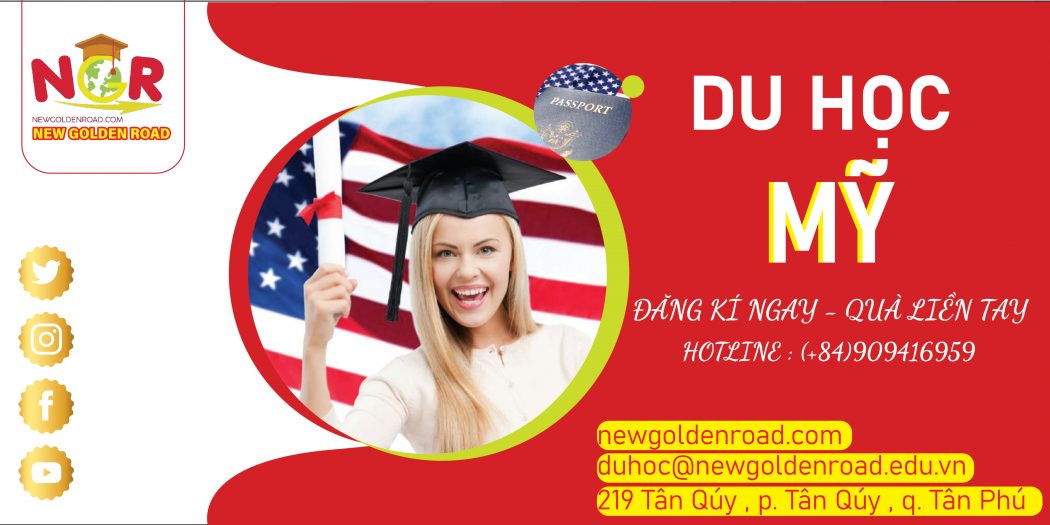 NGR
NEWGOLDENROAD.COM
NEW GOLDEN ROAD
PASSPORT
DU HỌC
MỸ
ĐĂNG KÍ NGAY - QUÀ LIỀN TAY
HOTLINE : (+84)909416959
newgoldenroad.com
duhoc@newgoldenroad.edu.vn
219 Tân Qúy , p. Tân Qúy , q. Tân Phú